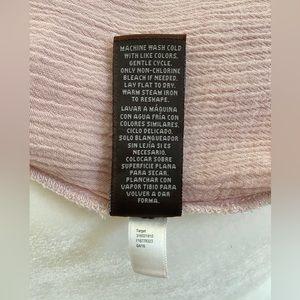 MACHINE WASH COLD
WITH LIKE COLORS,
GENTLE CYCLE.
ONLY NON-CHLORINE
BLEACH IF NEEDED.
LAY FLAT TO DRY.
WARM STEAM IRON
TO RESHAPE.
LAVAR A MÁQUINA
CON AGUA FRÍA CON
COLORES SIMILARES.
CICLO DELICADO.
SOLO BLANQUEADOR
SIN LEJÍA SI ES
NECESARIO.
COLOCAR SOBRE
SUPERFICIE PLANA
PARA SECAR.
PLANCHAR CON
VAPOR TIBIO PARA
VOLVER A
DAR FORMA.
Target